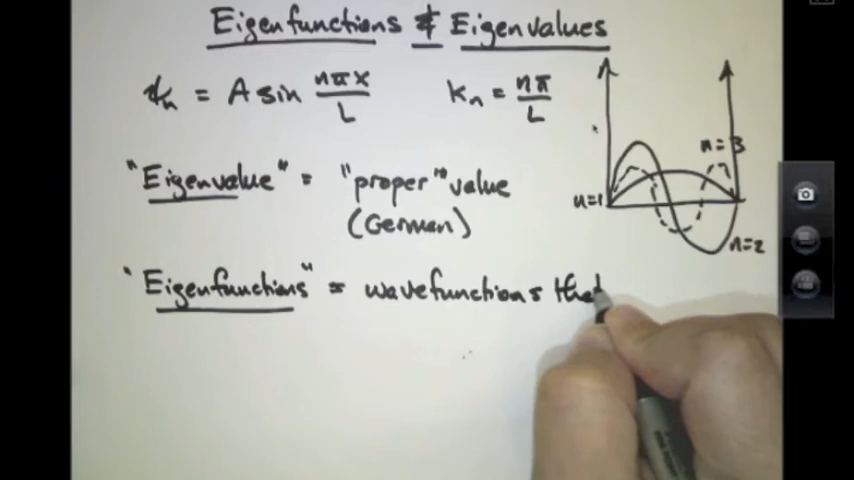 Eigenfunctions & Eigenvalues
ψₙ = A sin nπx/L kₙ = nπ/L
n=3
"Eigenvalue" = "proper" value
n=1
(German)
n=2
"Eigenfunctions" = wavefunctions that